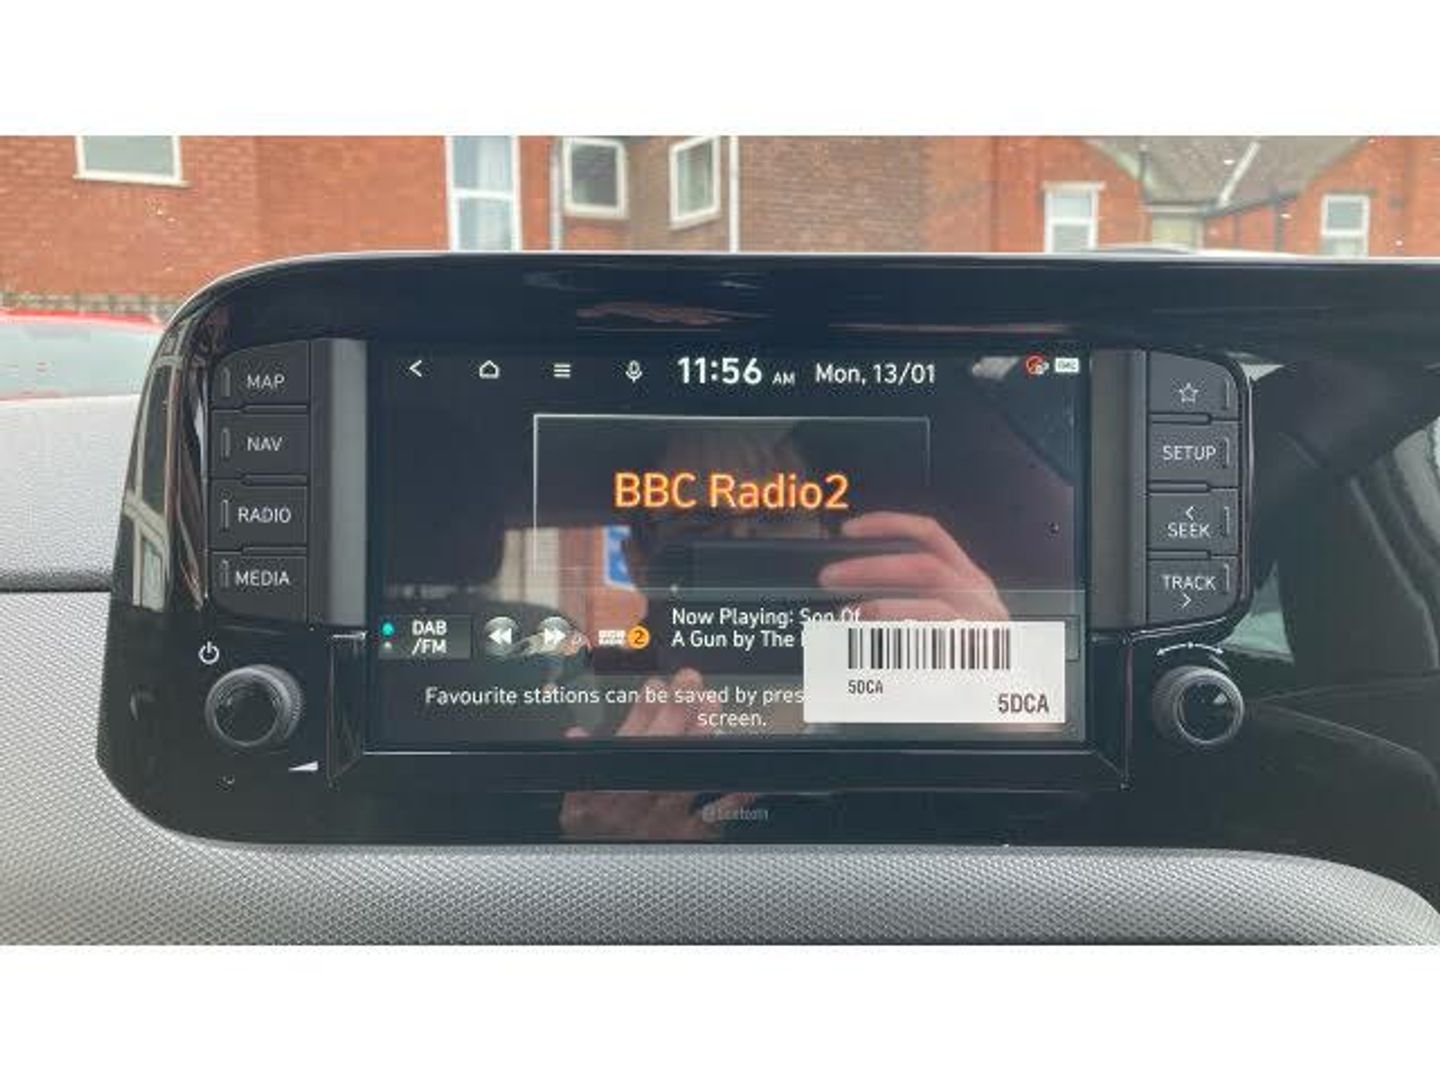 11:56 AM Mon, 13/01
MAP
NAV
RADIO
MEDIA
BBC Radio2
DAB
/FM
2
Now Playing: Son Of
A Gun by The
Favourite stations can be saved by pres
screen.
5DCA
5DCA
SETUP
SEEK
TRACK